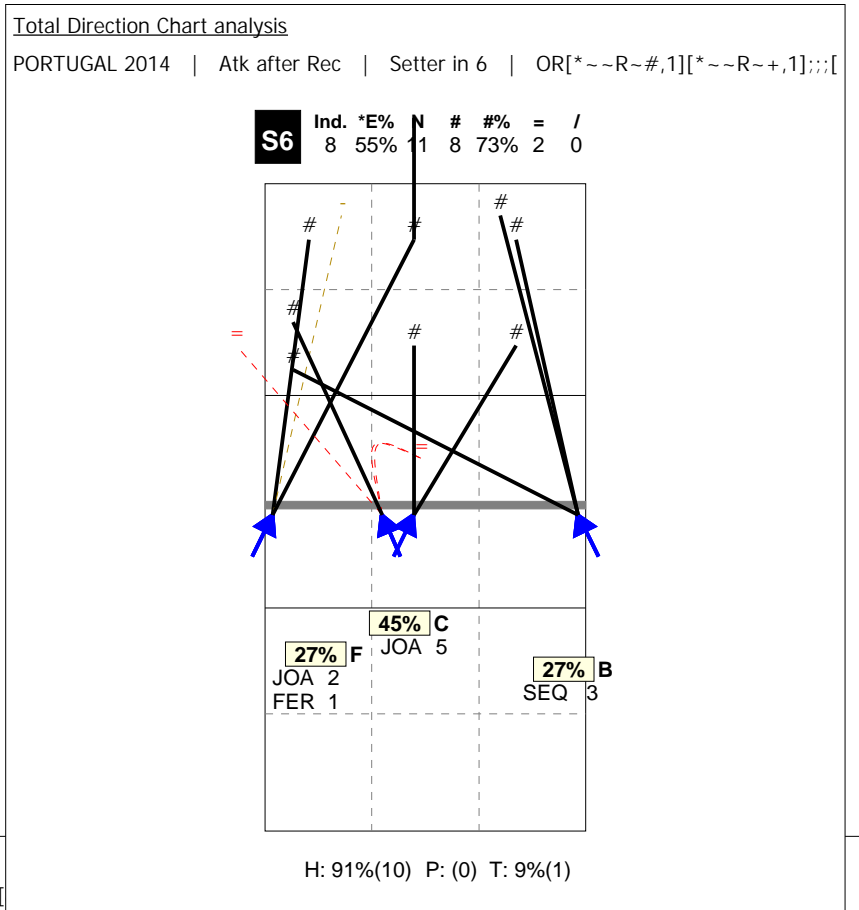 Total Direction Chart analysis
PORTUGAL 2014 | Atk after Rec | Setter in 6 | OR[*~~R~#,1][*~~R~+,1];;;[
S6
Ind. *E% N # #% = /
8 55% 11 8 73% 2 0
-
#
# # #
#
=
# #
#
=
45% C
JOA 5
27% F
JOA 2
FER 1
27% B
SEQ 3
H: 91%(10) P: (0) T: 9%(1)
[